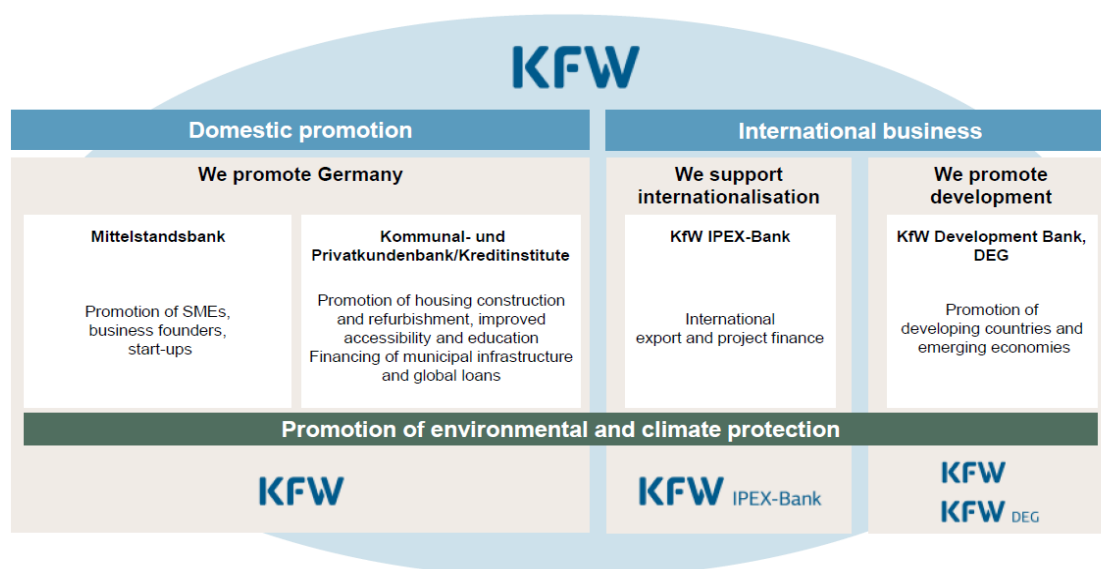 KFW
Domestic promotion
International business
We promote Germany
We support
internationalisation
We promote
development
Mittelstandsbank
Promotion of SMEs,
business founders,
start-ups
Kommunal- und
Privatkundenbank/Kreditinstitute
Promotion of housing construction
and refurbishment, improved
accessibility and education
Financing of municipal infrastructure
and global loans
KfW IPEX-Bank
International
export and project finance
KfW Development Bank,
DEG
Promotion of
developing countries and
emerging economies
Promotion of environmental and climate protection
KFW
KFW IPEX-Bank
KFW
KFW DEG